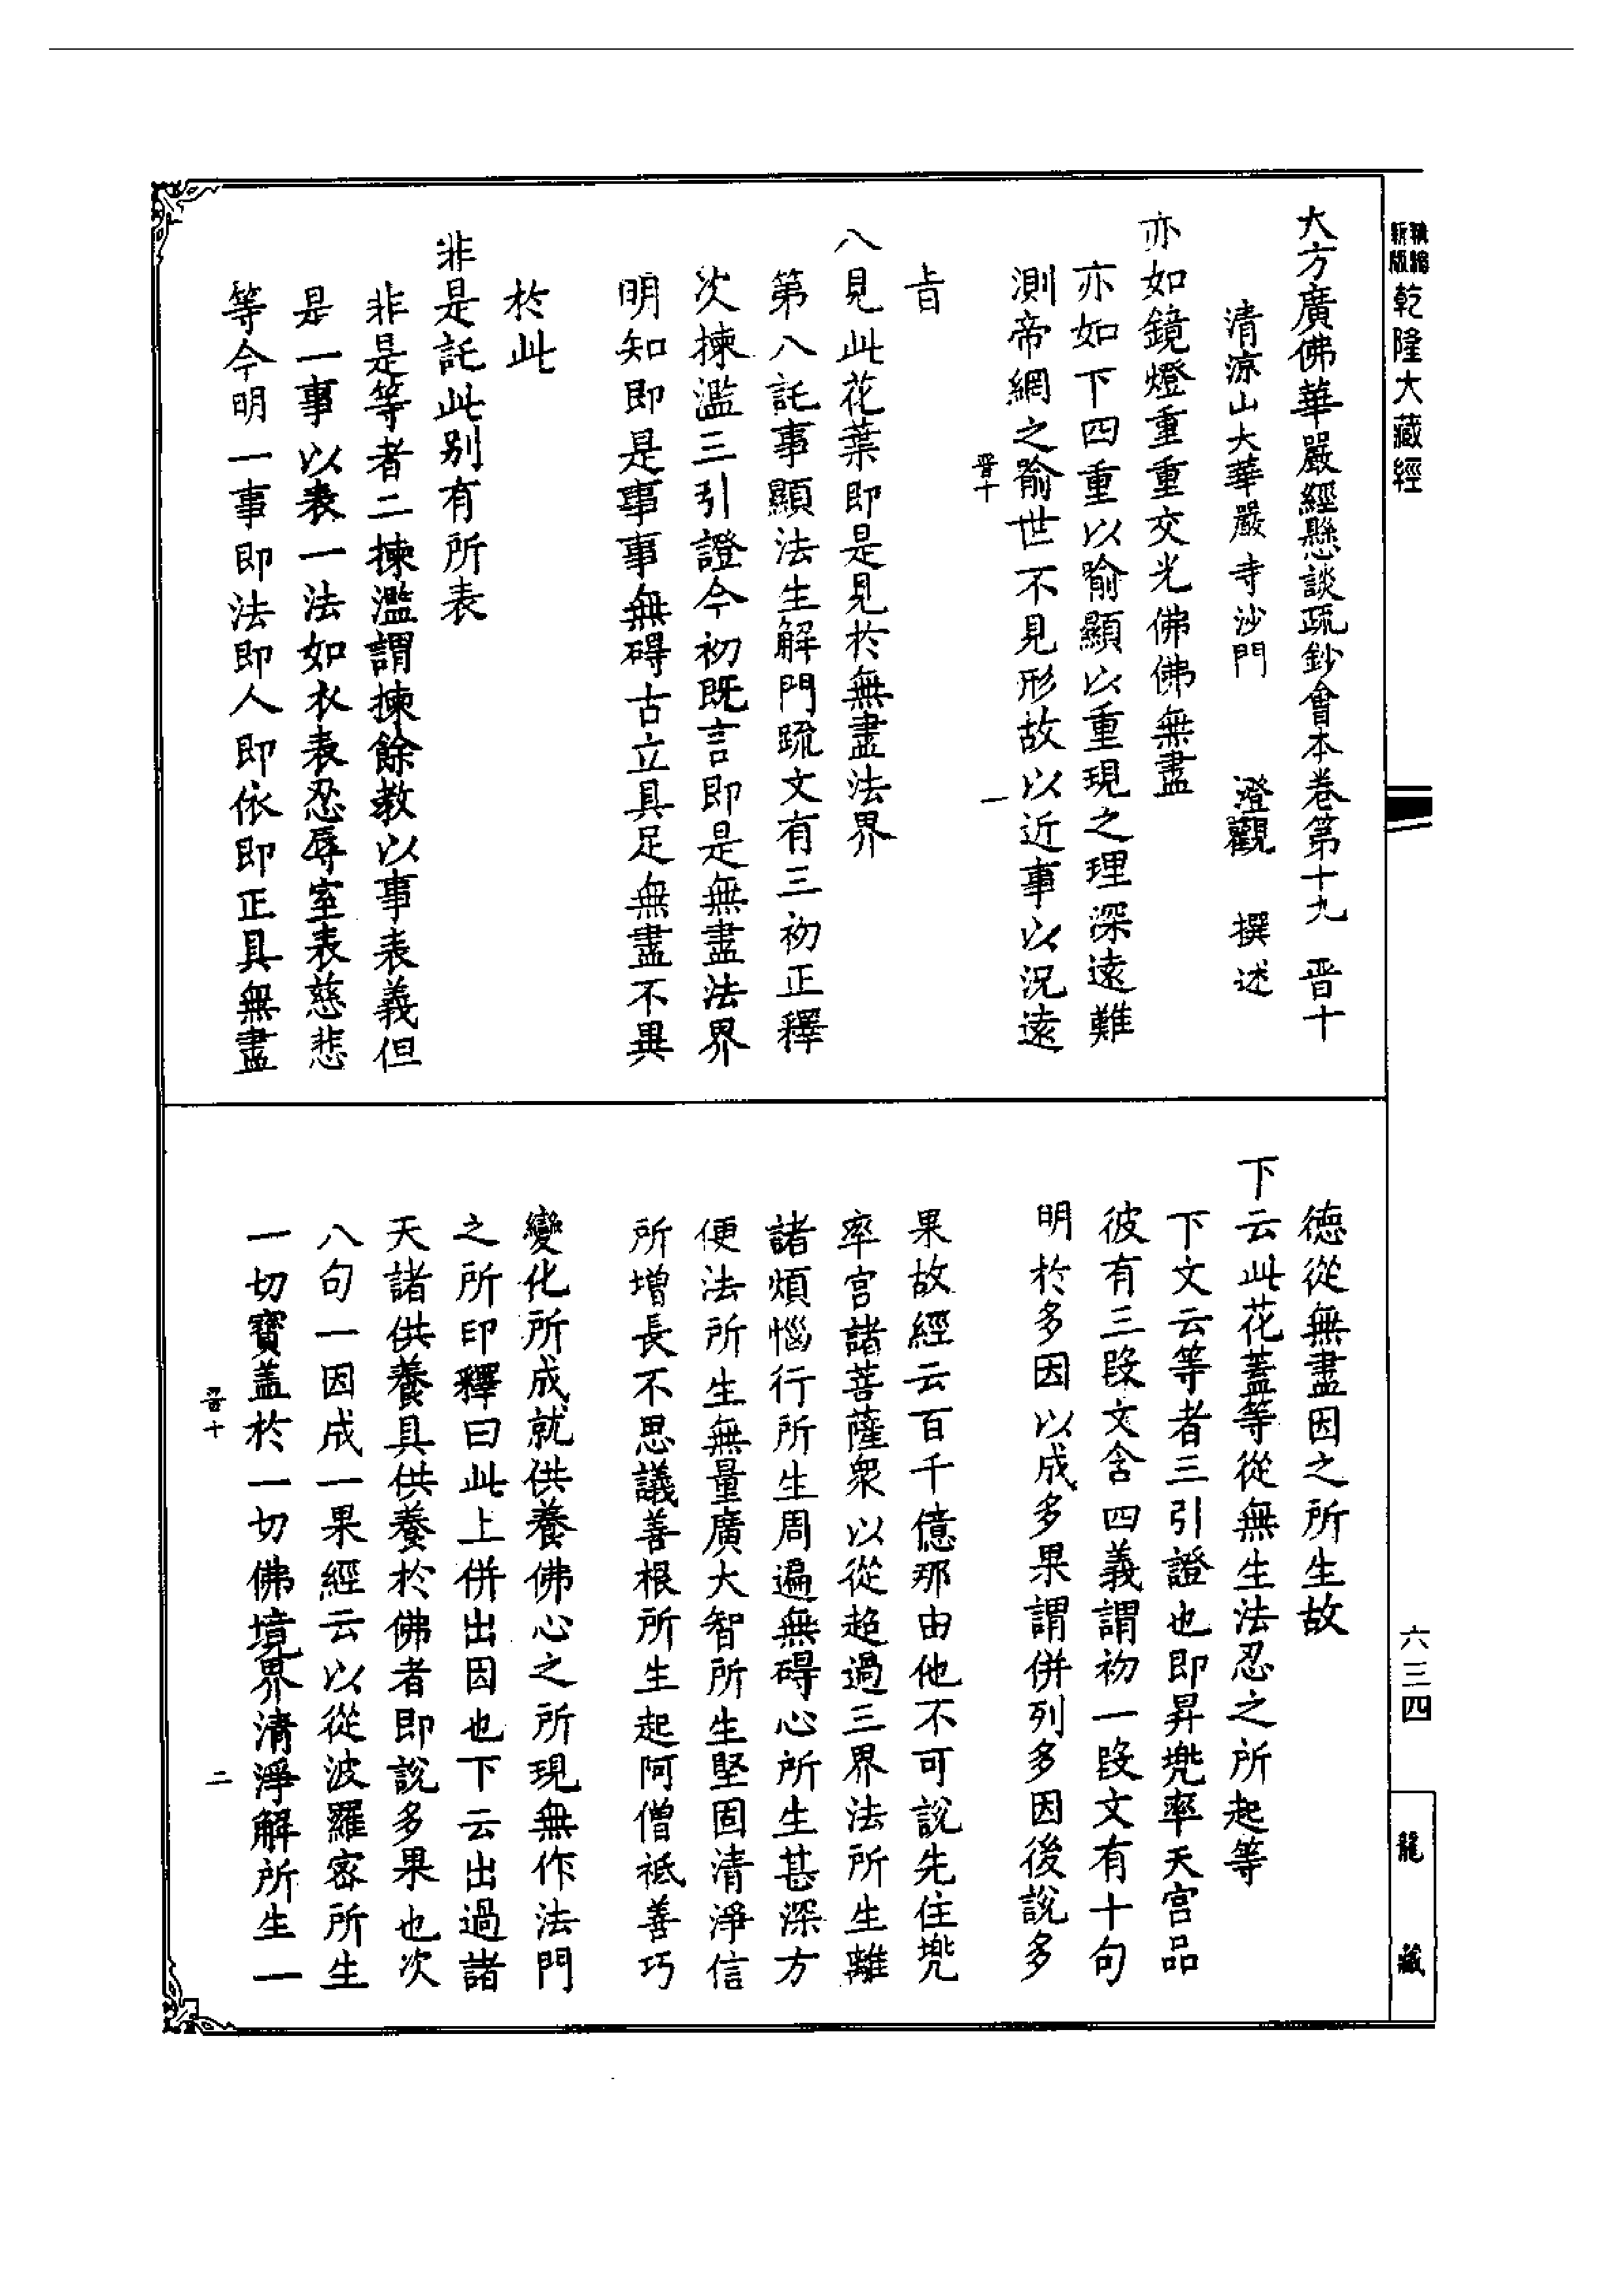 新版精縮
乾隆大藏經
六三四
龍藏
大方廣佛華嚴經懸談疏鈔會本卷第十九 晋十
清涼山大華嚴寺沙門 澄觀 撰述
亦如鏡燈重重交光佛佛無盡
亦如下四重以喻顯以重現之理深遠難
測帝網之喻世不見形故以近事以況遠
晋十 一
旨
八見此花葉即是見於無盡法界
第八託事顯法生解門疏文有三初正釋
次揀濫三引證今初既言即是無盡法界
明知即是事事無碍古立具足無盡不異
於此
非是託此別有所表
非是等者二揀濫謂揀餘教以事表義但
是一事以表一法如衣表忍辱室表慈悲
等今明一事即法即人即依即正具無盡
德從無盡因之所生故
下云此花蓋等從無生法忍之所起等
下文云等者三引證也即昇兠率天宮品
彼有三段文含四義謂初一段文有十句
明於多因以成多果謂併列多因後說多
果故經云百千億那由他不可說先住兠
率宮諸菩薩衆以從超過三界法所生離
諸煩惱行所生周遍無碍心所生甚深方
便法所生無量廣大智所生堅固清淨信
所增長不思議善根所生起阿僧祇善巧
變化所成就供養佛心之所現無作法門
之所印釋曰此上併出因也下云出過諸
天諸供養具供養於佛者即說多果也次
八句一因成一果經云以從波羅密所生
一切寶盖於一切佛境界清淨解所生一
晋十 二